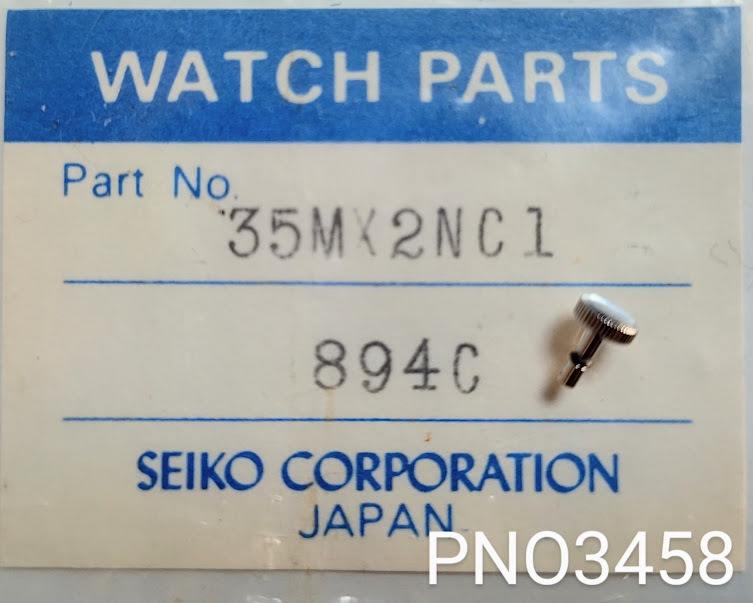 WATCH PARTS
Part No.
35MX2NC1
894C
SEIKO CORPORATION
JAPAN
PNO3458